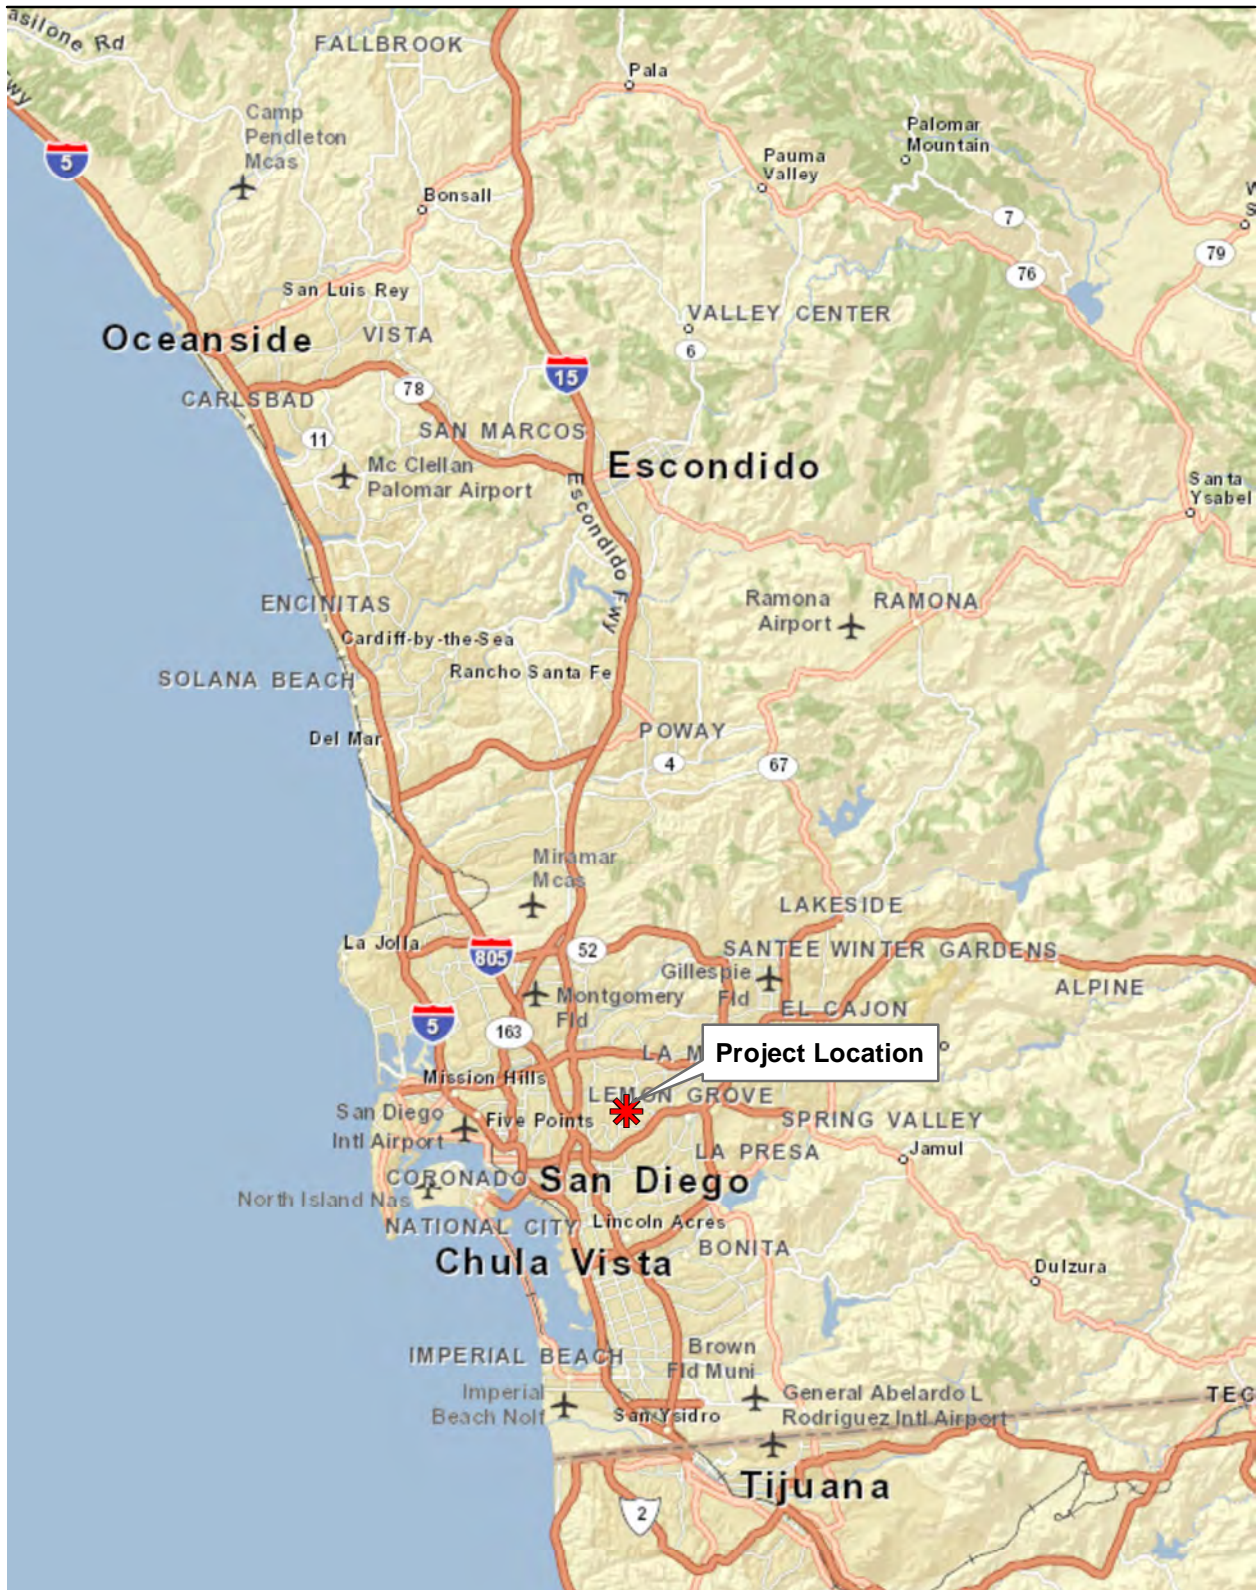 asilone Rd
FALLBROOK
Pala
wy
5
Camp
Pendleton
Mcas
Palomar
Mountain
Pauma
Valley
Bonsall
7
79
76
San Luis Rey
VALLEY CENTER
Oceanside
VISTA
6
15
78
CARLSBAD
SAN MARCOS
11
Mc Clellan
Palomar Airport
Escondido
Santa
Ysabel
Escondido Fwy
ENCINITAS
Ramona
Airport
RAMONA
Cardiff-by-the-Sea
SOLANA BEACH
Rancho Santa Fe
Del Mar
POWAY
4
67
Miramar
Mcas
LAKESIDE
La Jolla
805
52
SANTEE WINTER GARDENS
Gillespie
Fld
ALPINE
Montgomery
Fld
EL CAJON
5
163
LA M
Project Location
Mission Hills
LEMON GROVE
San Diego
Intl Airport
Five Points
SPRING VALLEY
LA PRESA
Jamul
CORONADO
San Diego
North Island Nas
NATIONAL CITY
Lincoln Acres
BONITA
Chula Vista
Dulzura
IMPERIAL BEACH
Brown
Fld Muni
Imperial
Beach Nolf
General Abelardo L
Rodriguez Intl Airport
TEC
San Ysidro
Tijuana
2